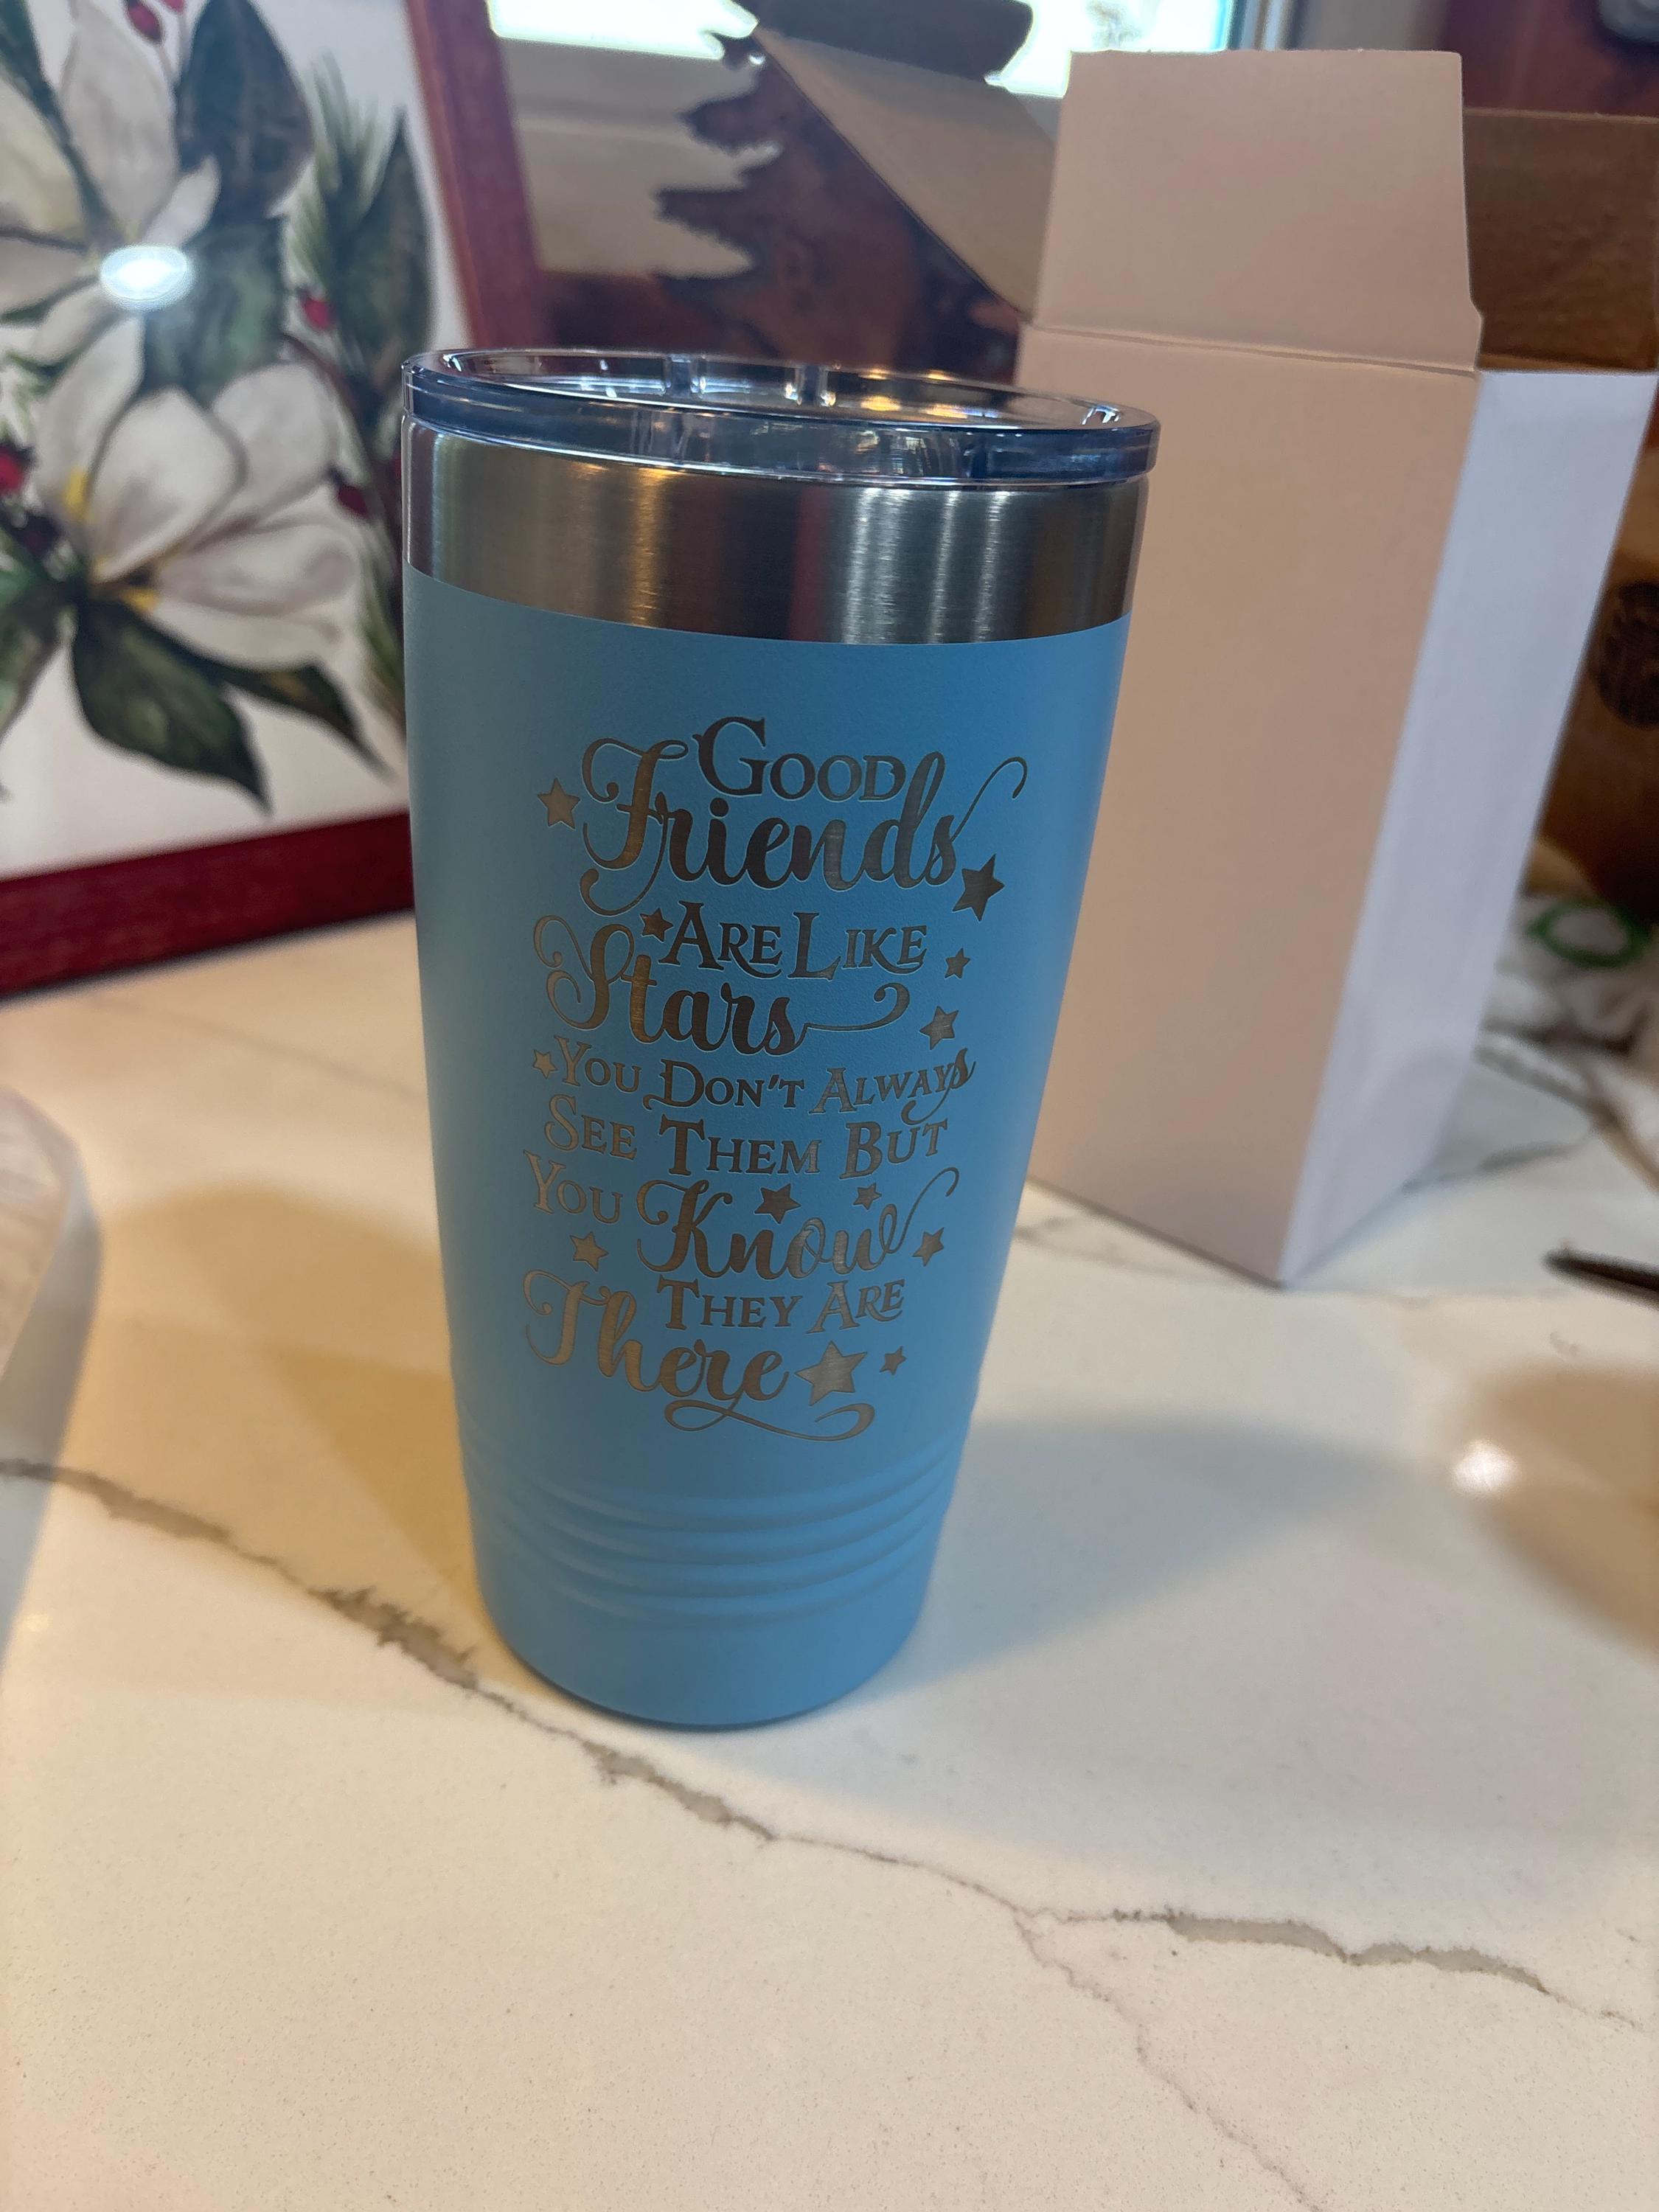 Good
Friends
Are Like
Stars
You Don't Always
See Them But
You Know
They Are
There